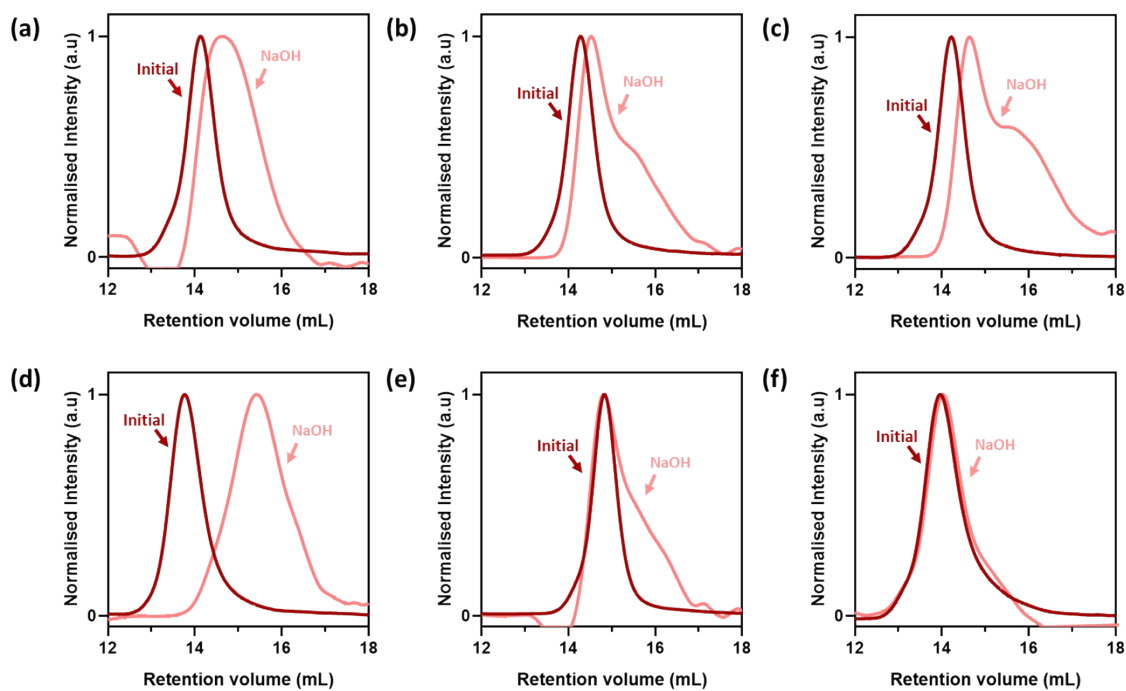 (a)
Normalised Intensity (a.u)
1
0
Initial
NaOH
12 14 16 18
Retention volume (mL)
(b)
Normalised Intensity (a.u)
1
0
Initial
NaOH
12 14 16 18
Retention volume (mL)
(c)
Normalised Intensity (a.u)
1
0
Initial
NaOH
12 14 16 18
Retention volume (mL)
(d)
Normalised Intensity (a.u)
1
0
Initial
NaOH
12 14 16 18
Retention volume (mL)
(e)
Normalised Intensity (a.u)
1
0
Initial
NaOH
12 14 16 18
Retention volume (mL)
(f)
Normalised Intensity (a.u)
1
0
Initial
NaOH
12 14 16 18
Retention volume (mL)